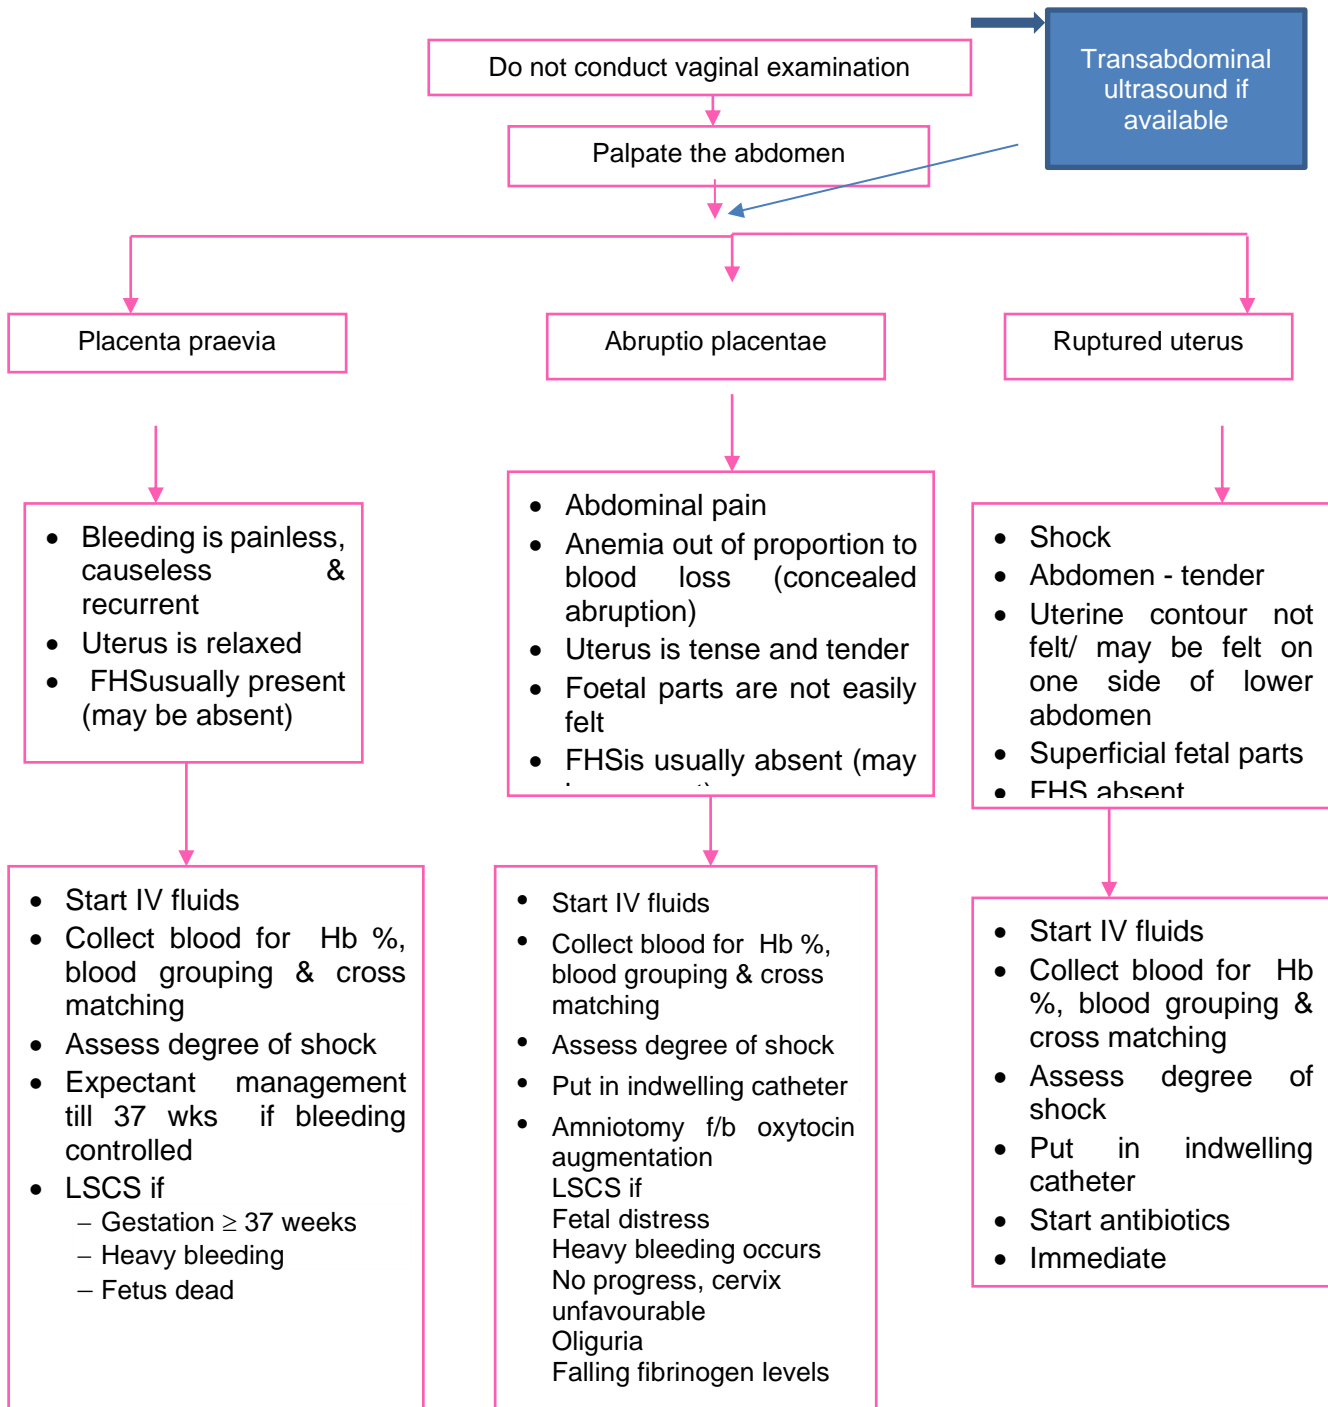 Do not conduct vaginal examination
Transabdominal
ultrasound if
available
Palpate the abdomen
Placenta praevia
Abruptio placentae
Ruptured uterus
• Bleeding is painless,
causeless &
recurrent
• Uterus is relaxed
• FHSusually present
(may be absent)
• Abdominal pain
• Anemia out of proportion to
blood loss (concealed
abruption)
• Uterus is tense and tender
• Foetal parts are not easily
felt
• FHSis usually absent (may
• Shock
• Abdomen - tender
• Uterine contour not
felt/ may be felt on
one side of lower
abdomen
• Superficial fetal parts
• FHS absent
• Start IV fluids
• Collect blood for Hb %,
blood grouping & cross
matching
• Assess degree of shock
• Expectant management
till 37 wks if bleeding
controlled
• LSCS if
– Gestation ≥ 37 weeks
– Heavy bleeding
– Fetus dead
• Start IV fluids
• Collect blood for Hb %,
blood grouping & cross
matching
• Assess degree of shock
• Put in indwelling catheter
• Amniotomy f/b oxytocin
augmentation
LSCS if
Fetal distress
Heavy bleeding occurs
No progress, cervix
unfavourable
Oliguria
Falling fibrinogen levels
• Start IV fluids
• Collect blood for Hb
%, blood grouping &
cross matching
• Assess degree of
shock
• Put in indwelling
catheter
• Start antibiotics
• Immediate